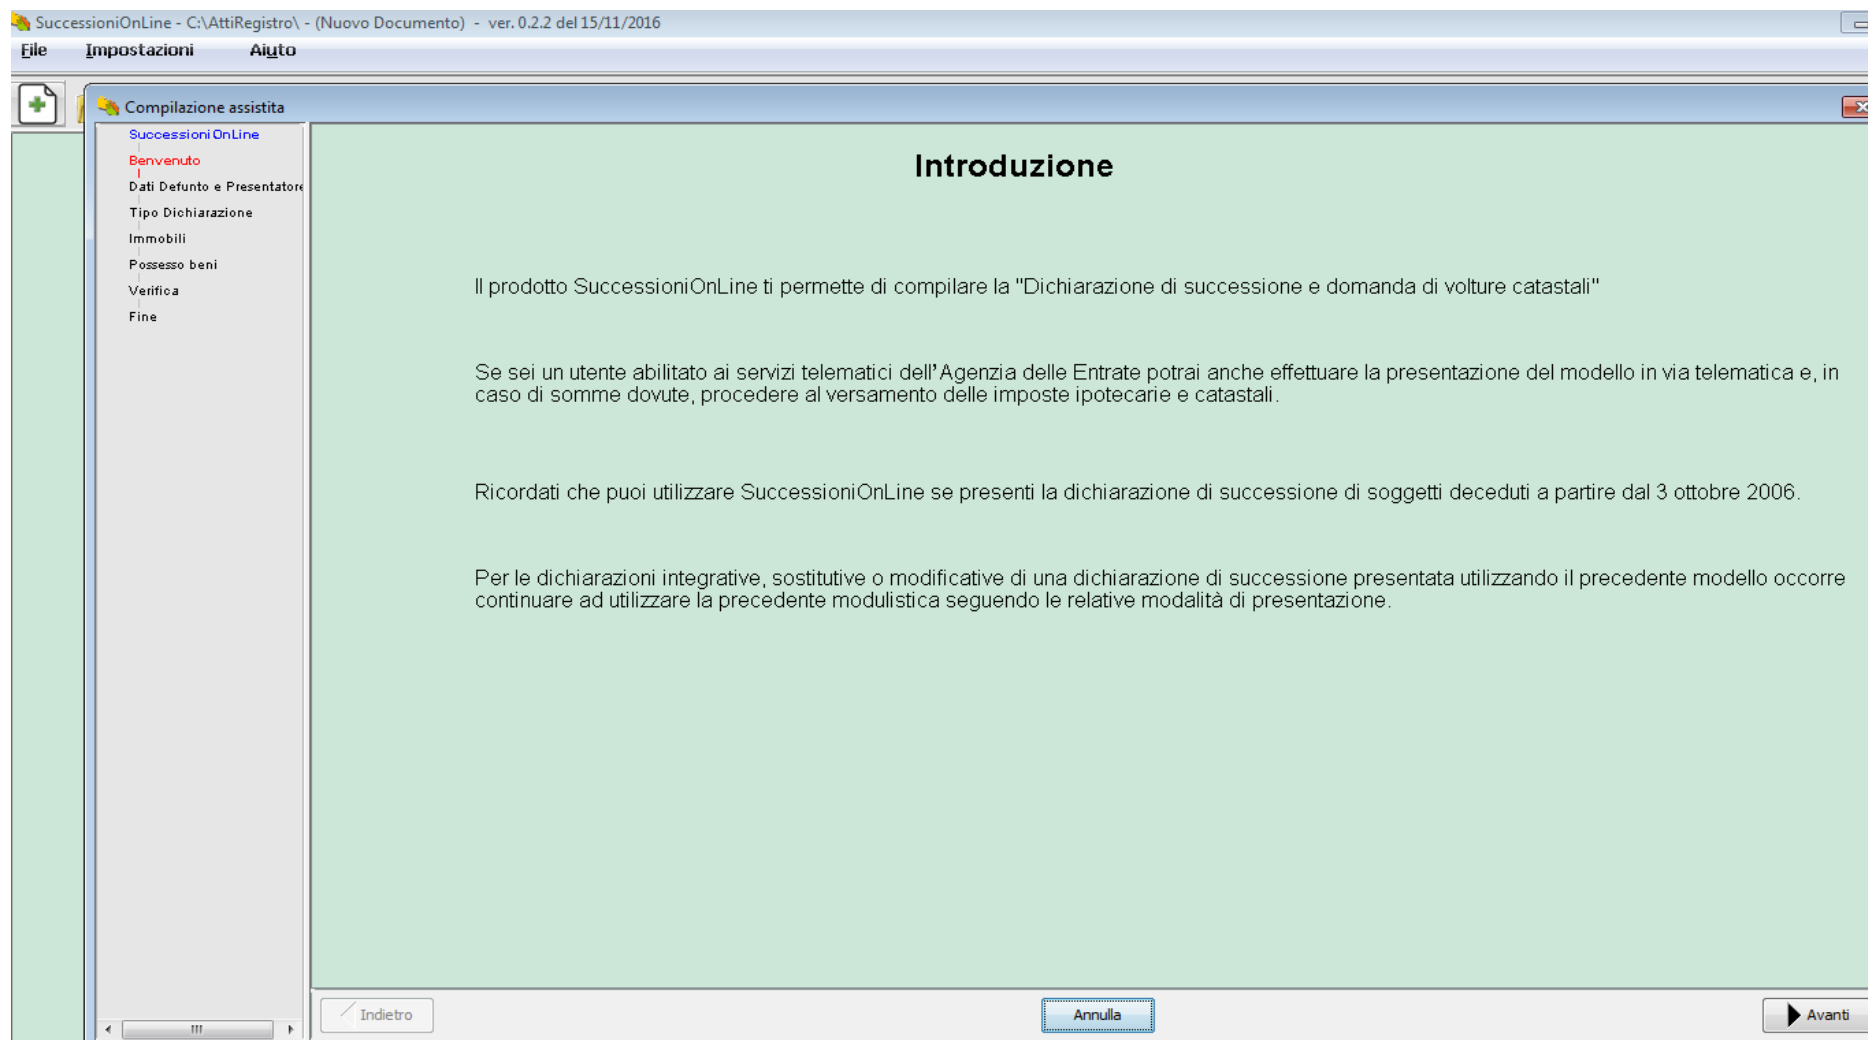 SuccessioniOnLine - C:\AttiRegistro\ - (Nuovo Documento) - ver. 0.2.2 del 15/11/2016
File Impostazioni Aiuto
Compilazione assistita
SuccessioniOnLine
Benvenuto
Dati Defunto e Presentatore
Tipo Dichiarazione
Immobili
Possesso beni
Verifica
Fine
Introduzione
Il prodotto SuccessioniOnLine ti permette di compilare la "Dichiarazione di successione e domanda di volture catastali"
Se sei un utente abilitato ai servizi telematici dell'Agenzia delle Entrate potrai anche effettuare la presentazione del modello in via telematica e, in
caso di somme dovute, procedere al versamento delle imposte ipotecarie e catastali.
Ricordati che puoi utilizzare SuccessioniOnLine se presenti la dichiarazione di successione di soggetti deceduti a partire dal 3 ottobre 2006.
Per le dichiarazioni integrative, sostitutive o modificative di una dichiarazione di successione presentata utilizzando il precedente modello occorre
continuare ad utilizzare la precedente modulistica seguendo le relative modalità di presentazione.
Indietro Annulla Avanti